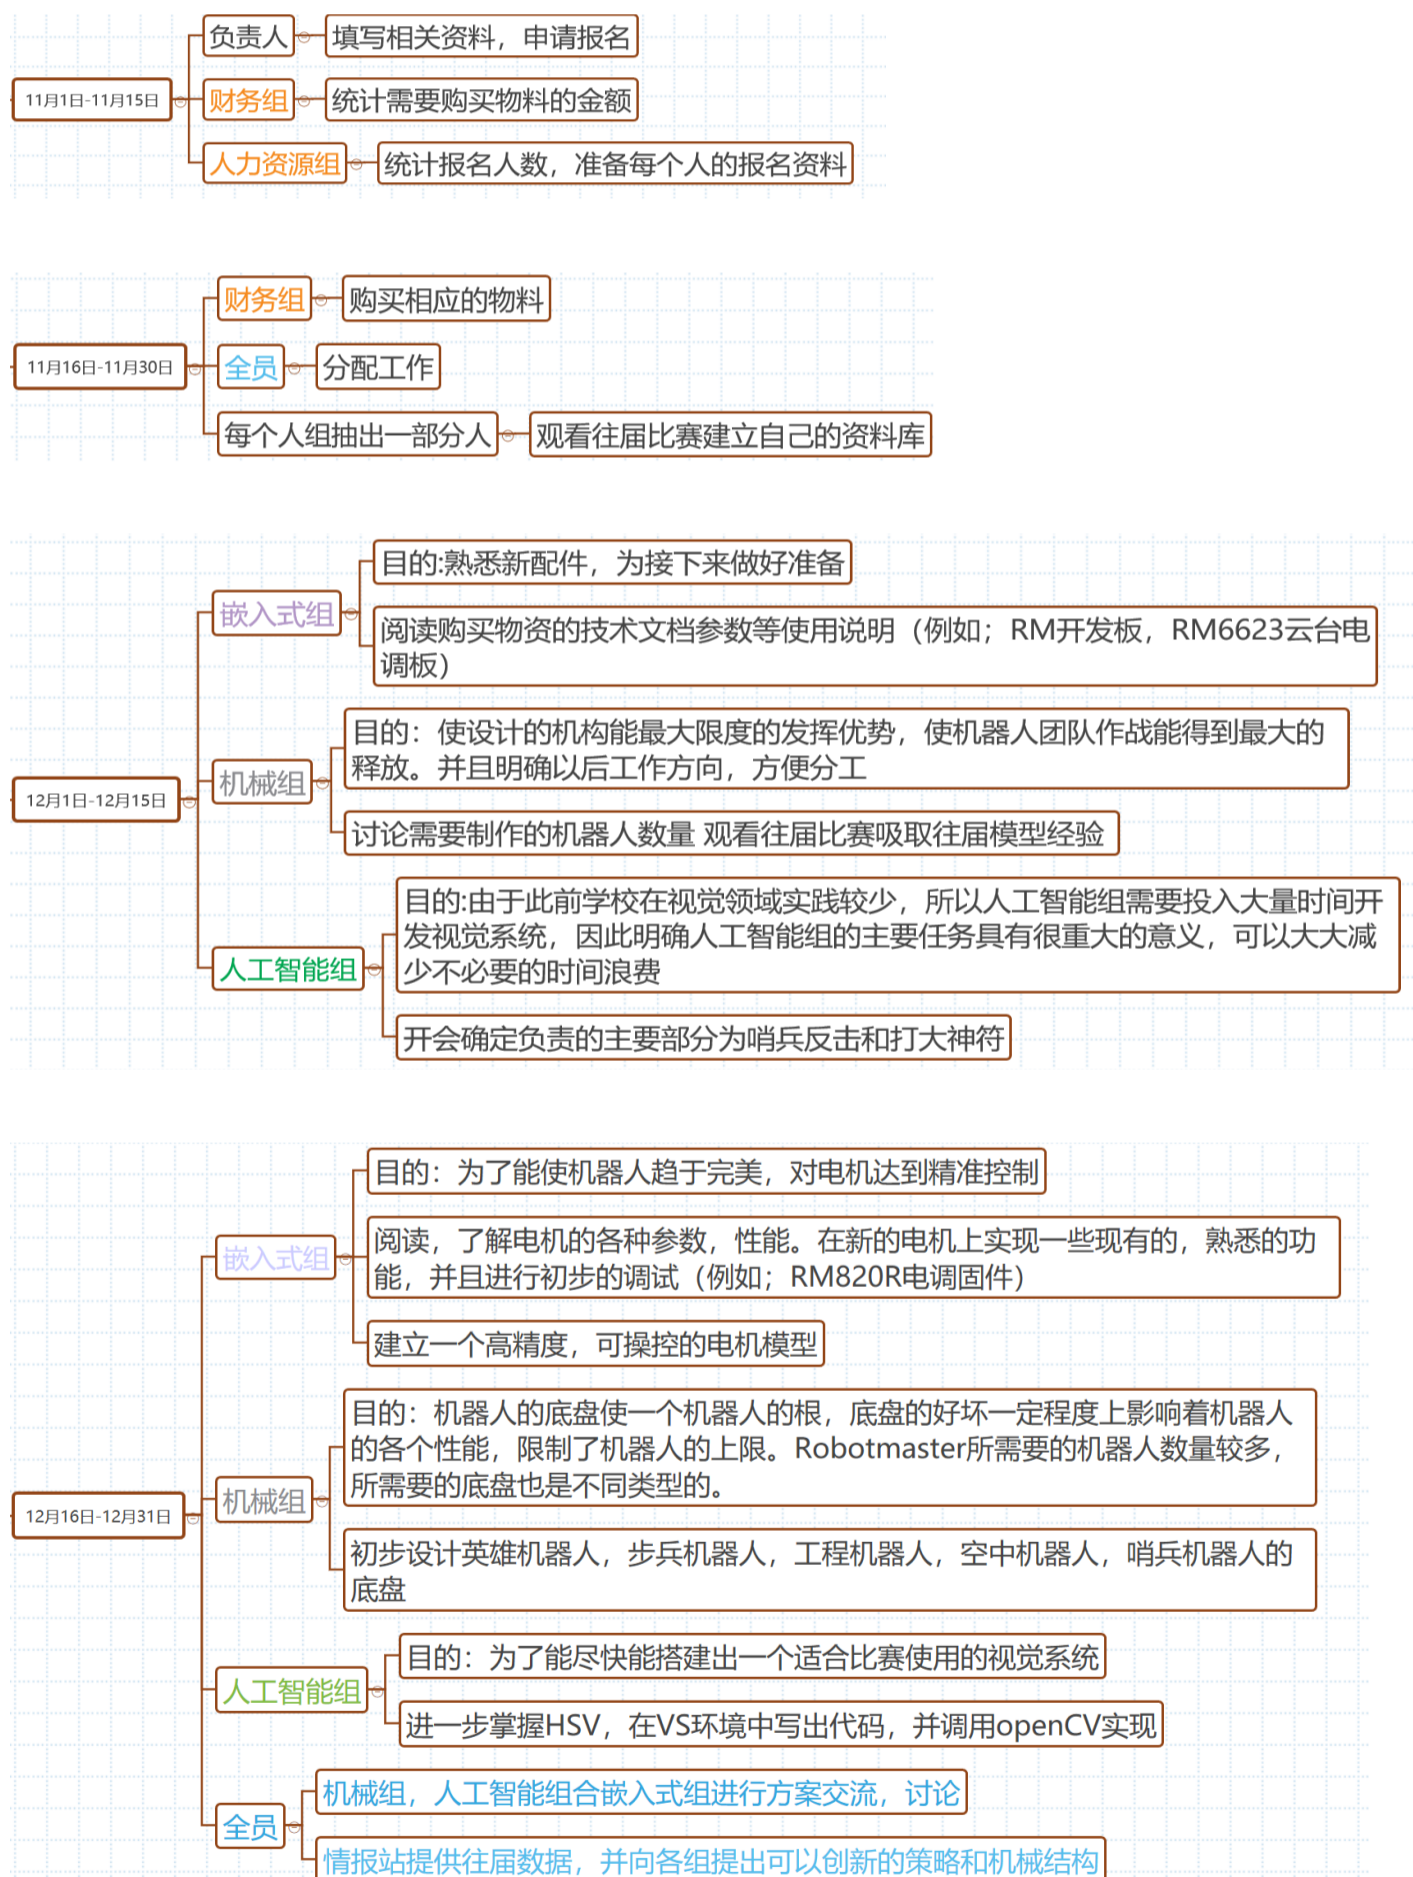 11月1日-11月15日
负责人
填写相关资料，申请报名
财务组
统计需要购买物料的金额
人力资源组
统计报名人数，准备每个人的报名资料
11月16日-11月30日
财务组
购买相应的物料
全员
分配工作
每个人组抽出一部分人
观看往届比赛建立自己的资料库
12月1日-12月15日
嵌入式组
目的:熟悉新配件，为接下来做好准备
阅读购买物资的技术文档参数等使用说明（例如；RM开发板，RM6623云台电
调板）
机械组
目的：使设计的机构能最大限度的发挥优势，使机器人团队作战能得到最大的
释放。并且明确以后工作方向，方便分工
讨论需要制作的机器人数量 观看往届比赛吸取往届模型经验
人工智能组
目的:由于此前学校在视觉领域实践较少，所以人工智能组需要投入大量时间开
发视觉系统，因此明确人工智能组的主要任务具有很重大的意义，可以大大减
少不必要的时间浪费
开会确定负责的主要部分为哨兵反击和打大神符
12月16日-12月31日
嵌入式组
目的：为了能使机器人趋于完美，对电机达到精准控制
阅读，了解电机的各种参数，性能。在新的电机上实现一些现有的，熟悉的功
能，并且进行初步的调试（例如；RM820R电调固件）
建立一个高精度，可操控的电机模型
机械组
目的：机器人的底盘使一个机器人的根，底盘的好坏一定程度上影响着机器人
的各个性能，限制了机器人的上限。Robotmaster所需要的机器人数量较多，
所需要的底盘也是不同类型的。
初步设计英雄机器人，步兵机器人，工程机器人，空中机器人，哨兵机器人的
底盘
人工智能组
目的：为了能尽快能搭建出一个适合比赛使用的视觉系统
进一步掌握HSV，在VS环境中写出代码，并调用openCV实现
全员
机械组，人工智能组合嵌入式组进行方案交流，讨论
情报站提供往届数据，并向各组提出可以创新的策略和机械结构